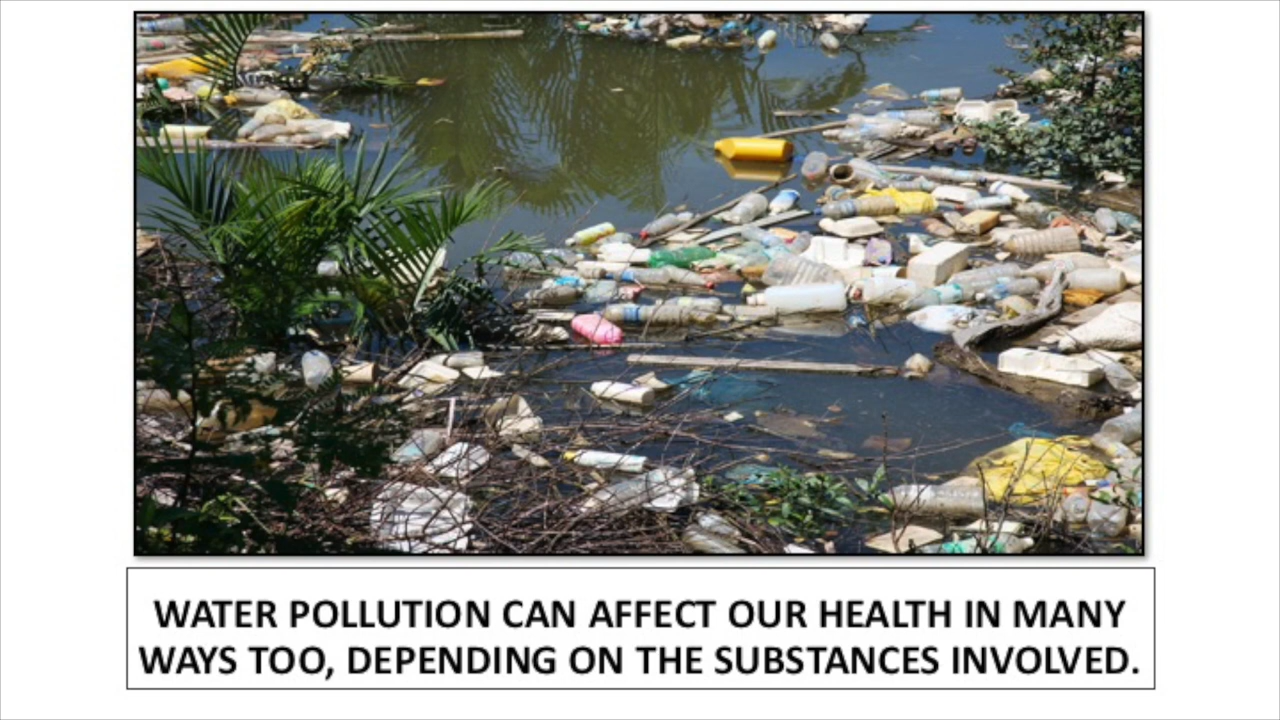 WATER POLLUTION CAN AFFECT OUR HEALTH IN MANY
WAYS TOO, DEPENDING ON THE SUBSTANCES INVOLVED.